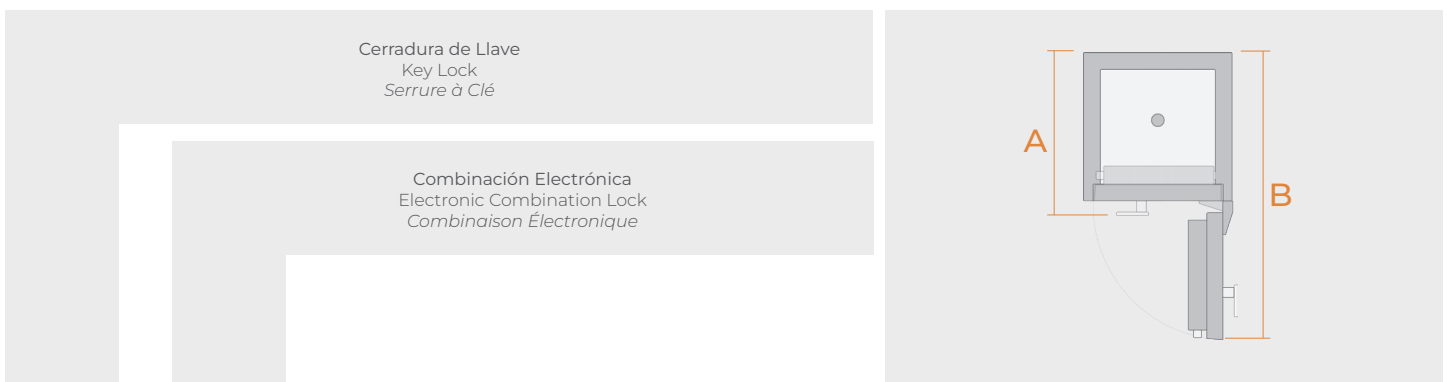 Cerradura de Llave
Key Lock
Serrure à Clé
Combinación Electrónica
Electronic Combination Lock
Combinaison Électronique
A
B